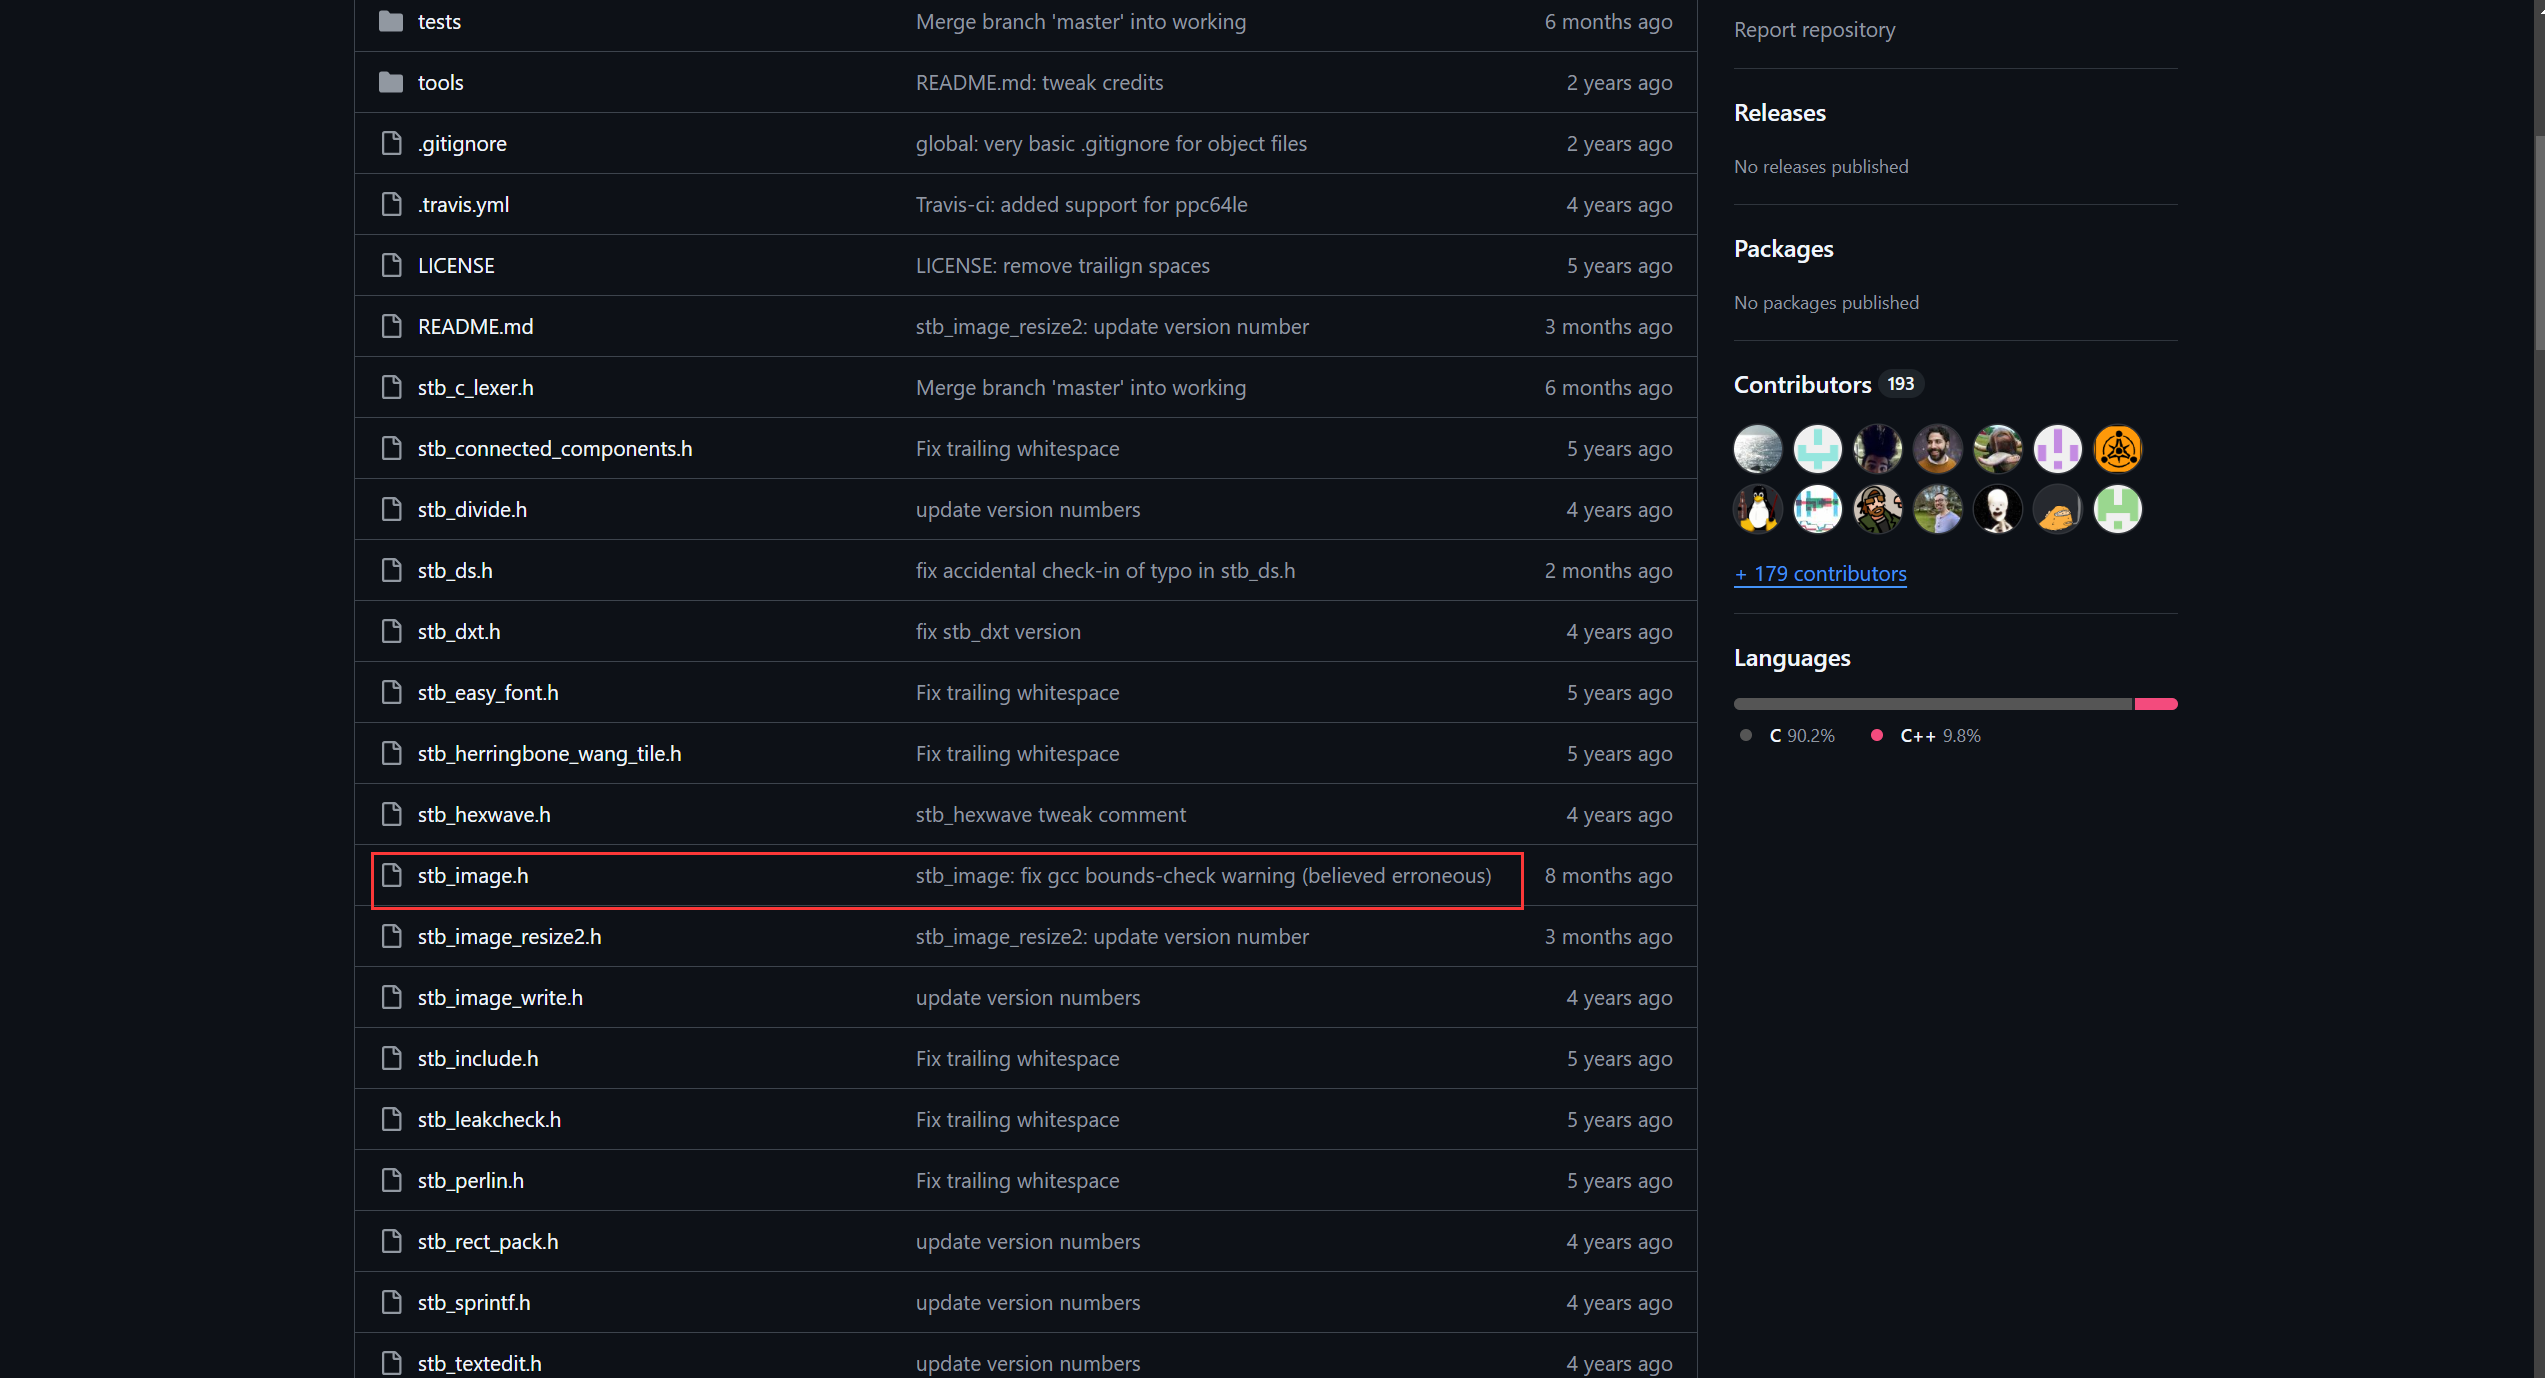 tests Merge branch 'master' into working 6 months ago
tools README.md: tweak credits 2 years ago
.gitignore global: very basic .gitignore for object files 2 years ago
.travis.yml Travis-ci: added support for ppc64le 4 years ago
LICENSE LICENSE: remove trailign spaces 5 years ago
README.md stb_image_resize2: update version number 3 months ago
stb_c_lexer.h Merge branch 'master' into working 6 months ago
stb_connected_components.h Fix trailing whitespace 5 years ago
stb_divide.h update version numbers 4 years ago
stb_ds.h fix accidental check-in of typo in stb_ds.h 2 months ago
stb_dxt.h fix stb_dxt version 4 years ago
stb_easy_font.h Fix trailing whitespace 5 years ago
stb_herringbone_wang_tile.h Fix trailing whitespace 5 years ago
stb_hexwave.h stb_hexwave tweak comment 4 years ago
stb_image.h stb_image: fix gcc bounds-check warning (believed erroneous) 8 months ago
stb_image_resize2.h stb_image_resize2: update version number 3 months ago
stb_image_write.h update version numbers 4 years ago
stb_include.h Fix trailing whitespace 5 years ago
stb_leakcheck.h Fix trailing whitespace 5 years ago
stb_perlin.h Fix trailing whitespace 5 years ago
stb_rect_pack.h update version numbers 4 years ago
stb_sprintf.h update version numbers 4 years ago
stb_textedit.h update version numbers 4 years ago
Report repository
Releases
No releases published
Packages
No packages published
Contributors 193
+ 179 contributors
Languages
C 90.2% C++ 9.8%